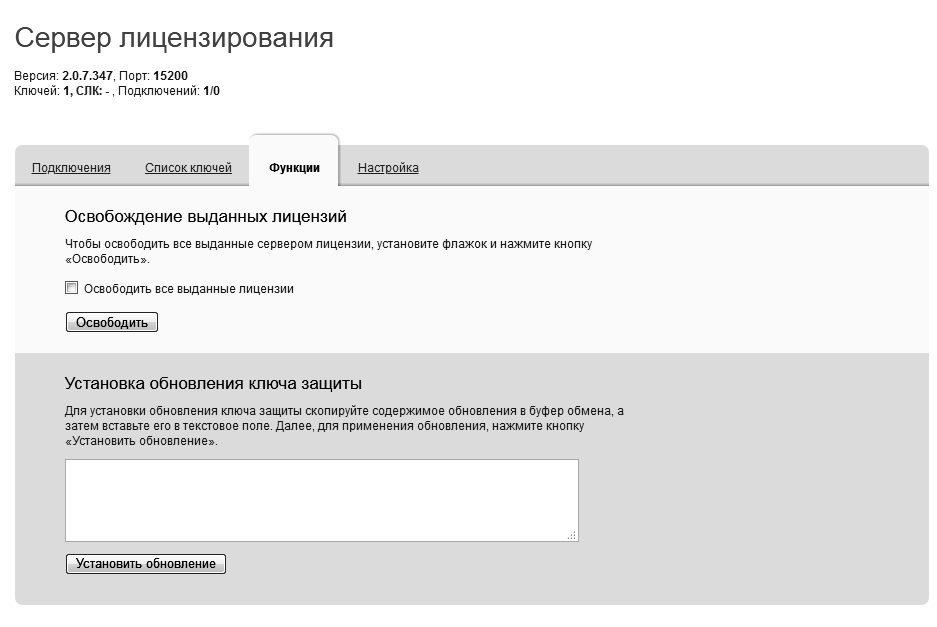 Сервер лицензирования
Версия: 2.0.7.347, Порт: 15200
Ключей: 1, СЛК: - , Подключений: 1/0
Подключения Список ключей Функции Настройка
Освобождение выданных лицензий
Чтобы освободить все выданные сервером лицензии, установите флажок и нажмите кнопку
«Освободить».
Освободить все выданные лицензии
Освободить
Установка обновления ключа защиты
Для установки обновления ключа защиты скопируйте содержимое обновления в буфер обмена, а
затем вставьте его в текстовое поле. Далее, для применения обновления, нажмите кнопку
«Установить обновление».
Установить обновление